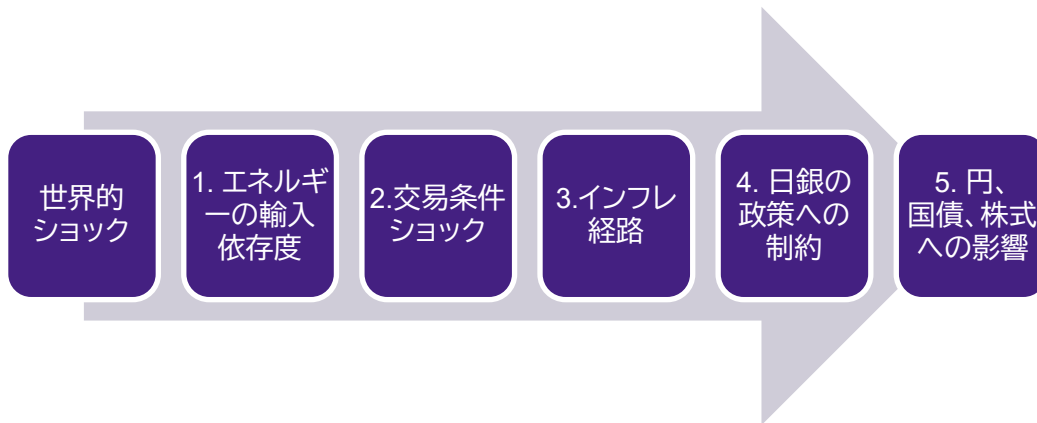 世界的
ショック
1. エネルギ
ーの輸入
依存度
2.交易条件
ショック
3.インフレ
経路
4. 日銀の
政策への
制約
5. 円、
国債、株式
への影響